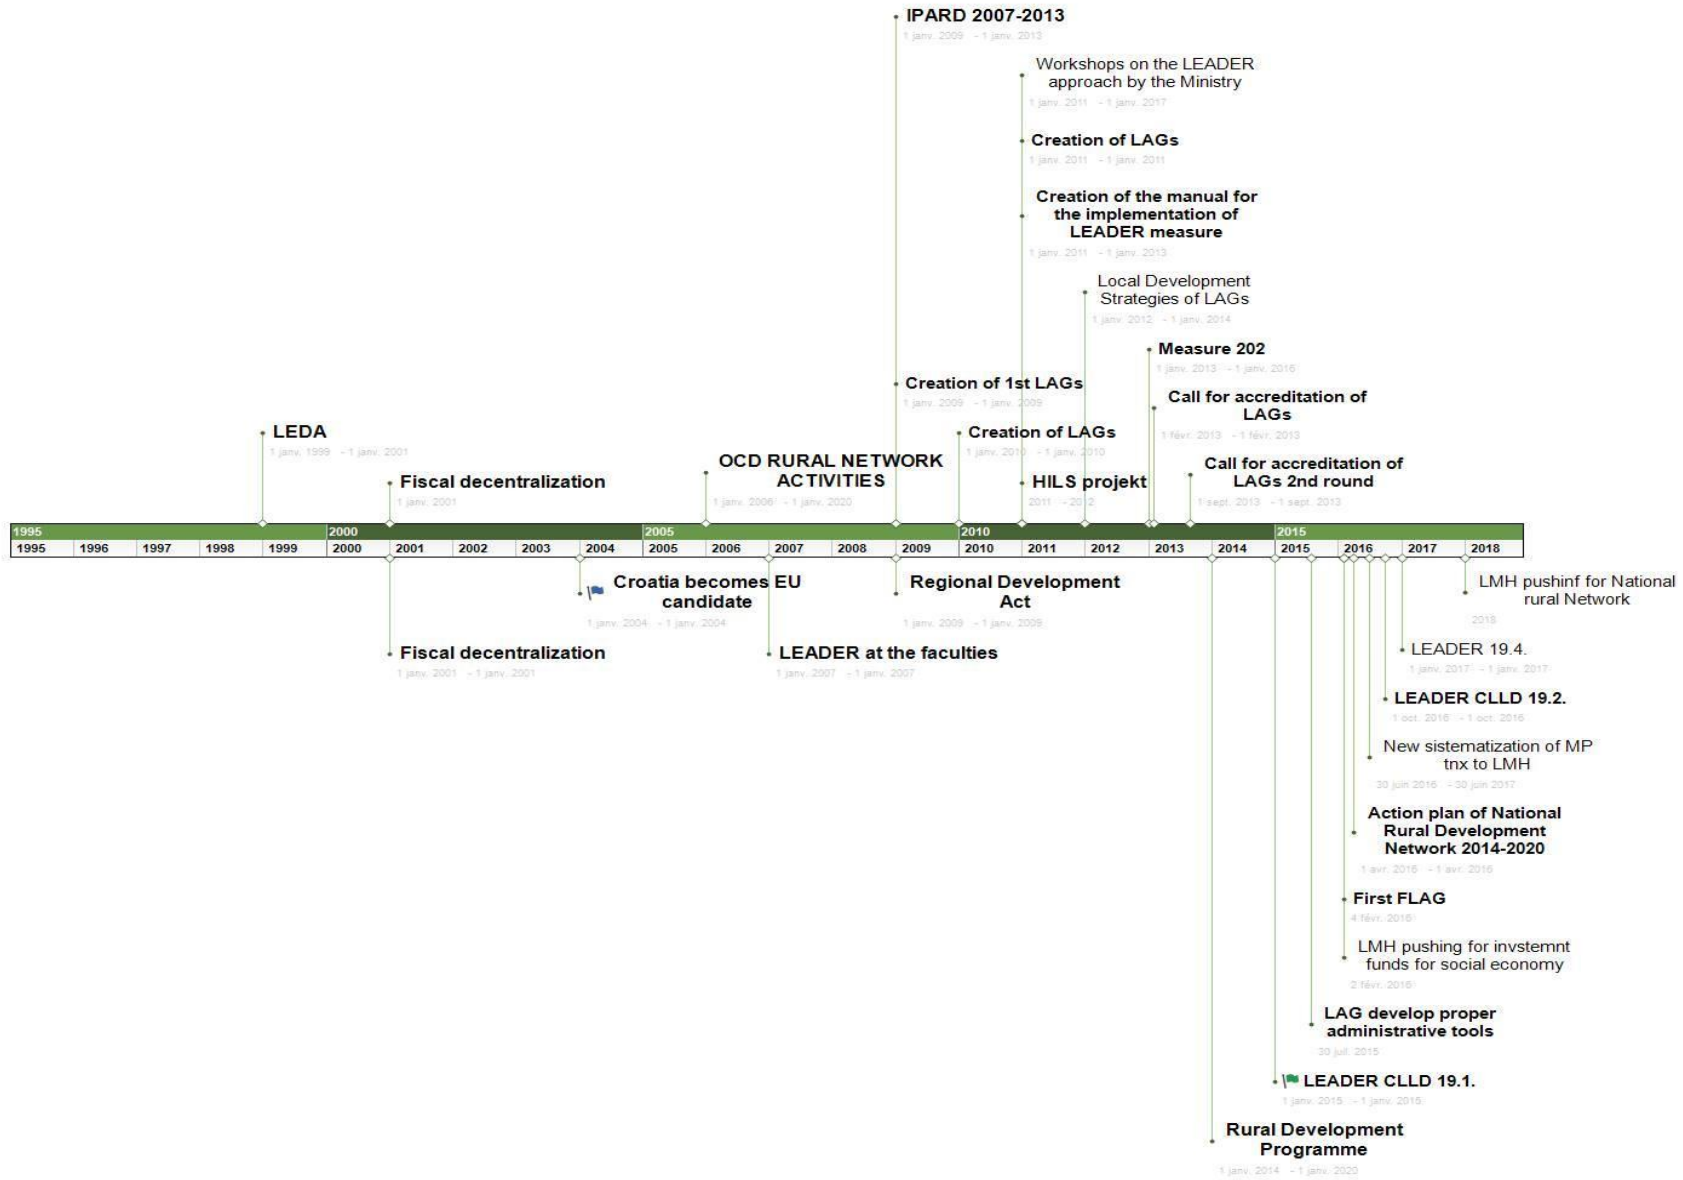 IPARD 2007-2013
1 janv. 2009 - 1 janv. 2013
Workshops on the LEADER
approach by the Ministry
1 janv. 2011 - 1 janv. 2017
Creation of LAGs
1 janv. 2011 - 1 janv. 2011
Creation of the manual for
the implementation of
LEADER measure
1 janv. 2011 - 1 janv. 2013
Local Development
Strategies of LAGs
1 janv. 2012 - 1 janv. 2014
Measure 202
1 janv. 2013 - 1 janv. 2016
Creation of 1st LAGs
1 janv. 2009 - 1 janv. 2009
Call for accreditation of
LAGs
1 févr. 2013 - 1 févr. 2013
LEDA
1 janv. 1999 - 1 janv. 2001
Creation of LAGs
1 janv. 2010 - 1 janv. 2010
OCD RURAL NETWORK
ACTIVITIES
1 janv. 2006 - 1 janv. 2020
Call for accreditation of
LAGs 2nd round
1 sept. 2013 - 1 sept. 2013
Fiscal decentralization
1 janv. 2001
HILS projekt
2011 - 2012
1995 2000 2005 2010 2015
1995 1996 1997 1998 1999 2000 2001 2002 2003 2004 2005 2006 2007 2008 2009 2010 2011 2012 2013 2014 2015 2016 2017 2018
Croatia becomes EU
candidate
1 janv. 2004 - 1 janv. 2004
Regional Development
Act
1 janv. 2009 - 1 janv. 2009
LMH pushinf for National
rural Network
2018
Fiscal decentralization
1 janv. 2001 - 1 janv. 2001
LEADER at the faculties
1 janv. 2007 - 1 janv. 2007
LEADER 19.4.
1 janv. 2017 - 1 janv. 2017
LEADER CLLD 19.2.
1 oct. 2016 - 1 oct. 2016
New sistematization of MP
tnx to LMH
30 juin 2016 - 30 juin 2017
Action plan of National
Rural Development
Network 2014-2020
1 avr. 2016 - 1 avr. 2016
First FLAG
4 févr. 2016
LMH pushing for invstemnt
funds for social economy
2 févr. 2016
LAG develop proper
administrative tools
30 juil. 2015
LEADER CLLD 19.1.
1 janv. 2015 - 1 janv. 2015
Rural Development
Programme
1 janv. 2014 - 1 janv. 2020